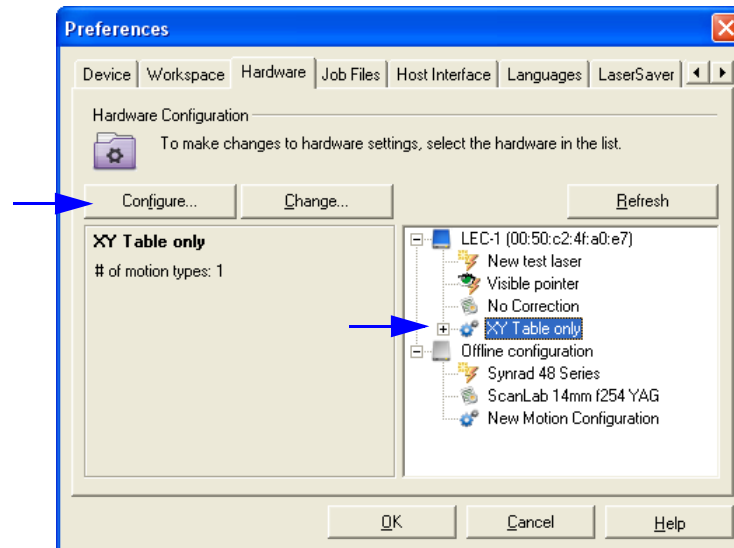 Preferences
Device Workspace Hardware Job Files Host Interface Languages LaserSaver
Hardware Configuration
To make changes to hardware settings, select the hardware in the list.
Configure... Change... Refresh
XY Table only
# of motion types: 1
LEC-1 (00:50:c2:4f:a0:e7)
New test laser
Visible pointer
No Correction
XY Table only
Offline configuration
Synrad 48 Series
ScanLab 14mm f254 YAG
New Motion Configuration
OK Cancel Help